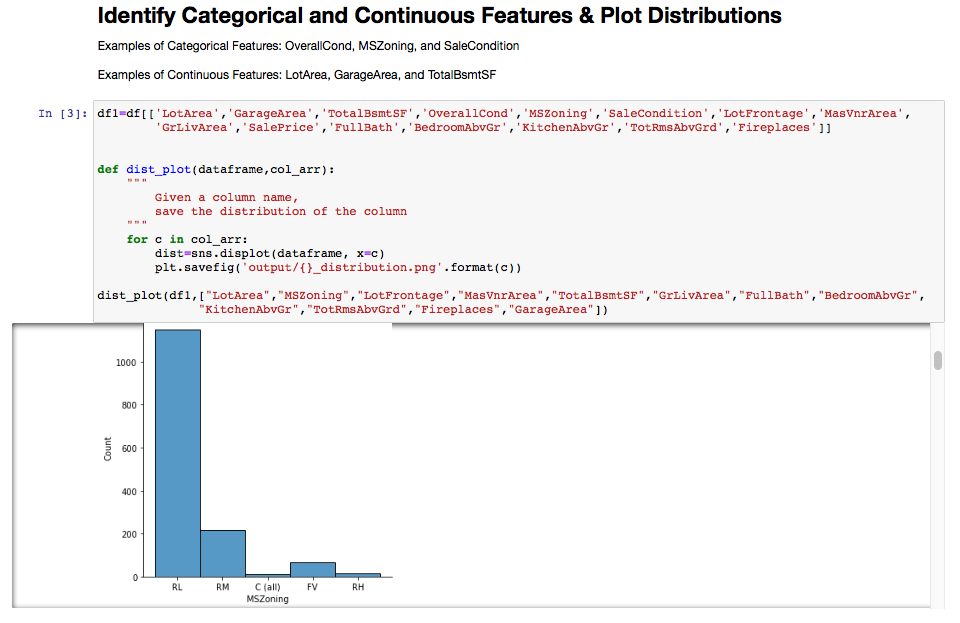 Identify Categorical and Continuous Features & Plot Distributions
Examples of Categorical Features: OverallCond, MSZoning, and SaleCondition
Examples of Continuous Features: LotArea, GarageArea, and TotalBsmtSF
In [3]: df1=df[['LotArea','GarageArea','TotalBsmtSF','OverallCond','MSZoning','SaleCondition','LotFrontage','MasVnrArea',
'GrLivArea','SalePrice','FullBath','BedroomAbvGr','KitchenAbvGr','TotRmsAbvGrd','Fireplaces']]
def dist_plot(dataframe,col_arr):
"""
Given a column name,
save the distribution of the column
"""
for c in col_arr:
dist=sns.displot(dataframe, x=c)
plt.savefig('output/{}_distribution.png'.format(c))
dist_plot(df1,["LotArea","MSZoning","LotFrontage","MasVnrArea","TotalBsmtSF","GrLivArea","FullBath","BedroomAbvGr",
"KitchenAbvGr","TotRmsAbvGrd","Fireplaces","GarageArea"])
1000
800
Count
600
400
200
0
RL RM C (all) FV RH
MSZoning